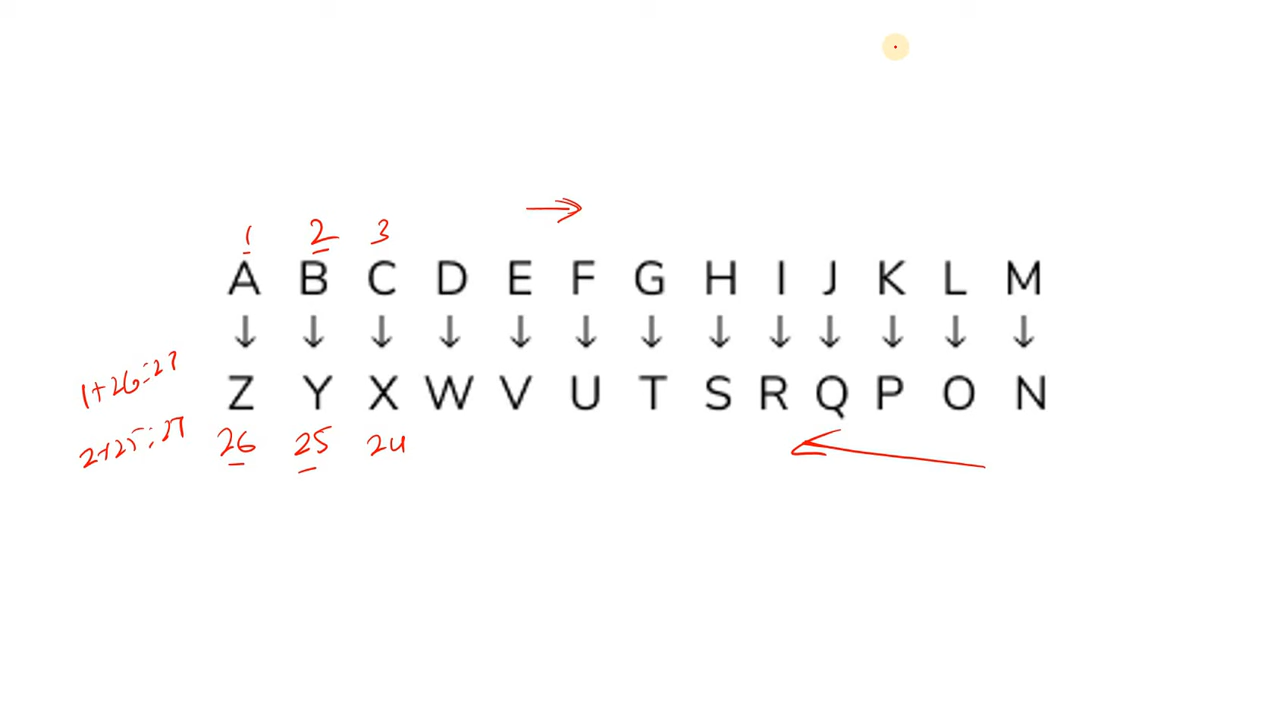 1 2 3
A B C D E F G H I J K L M
↓ ↓ ↓ ↓ ↓ ↓ ↓ ↓ ↓ ↓ ↓ ↓ ↓
1+26=27
Z Y X W V U T S R Q P O N
2+25=27
26 25 24